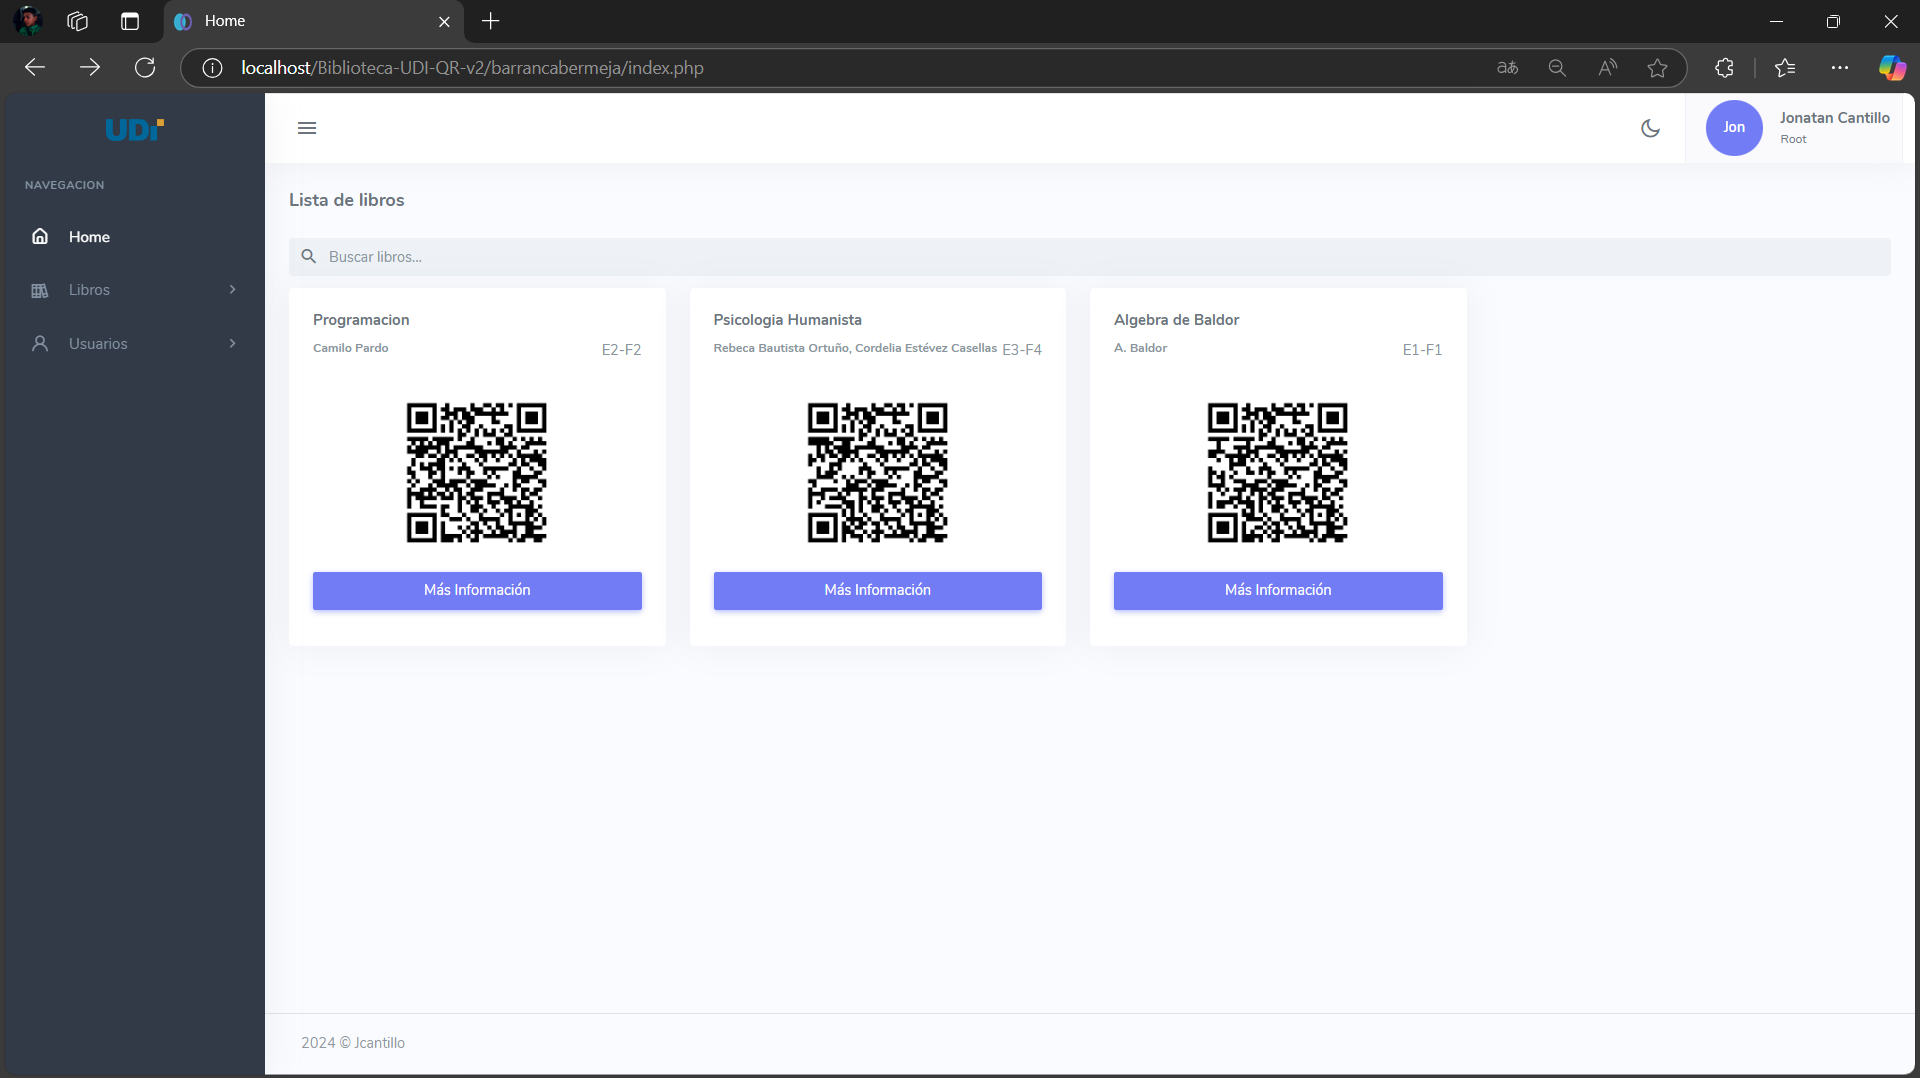 Home
localhost/Biblioteca-UDI-QR-v2/barrancabermeja/index.php
UDi
Jon
Jonatan Cantillo
Root
NAVEGACION
Home
Libros
Usuarios
Lista de libros
Buscar libros...
Programacion
Camilo Pardo
E2-F2
Más Información
Psicologia Humanista
Rebeca Bautista Ortuño, Cordelia Estévez Casellas
E3-F4
Más Información
Algebra de Baldor
A. Baldor
E1-F1
Más Información
2024 © Jcantillo